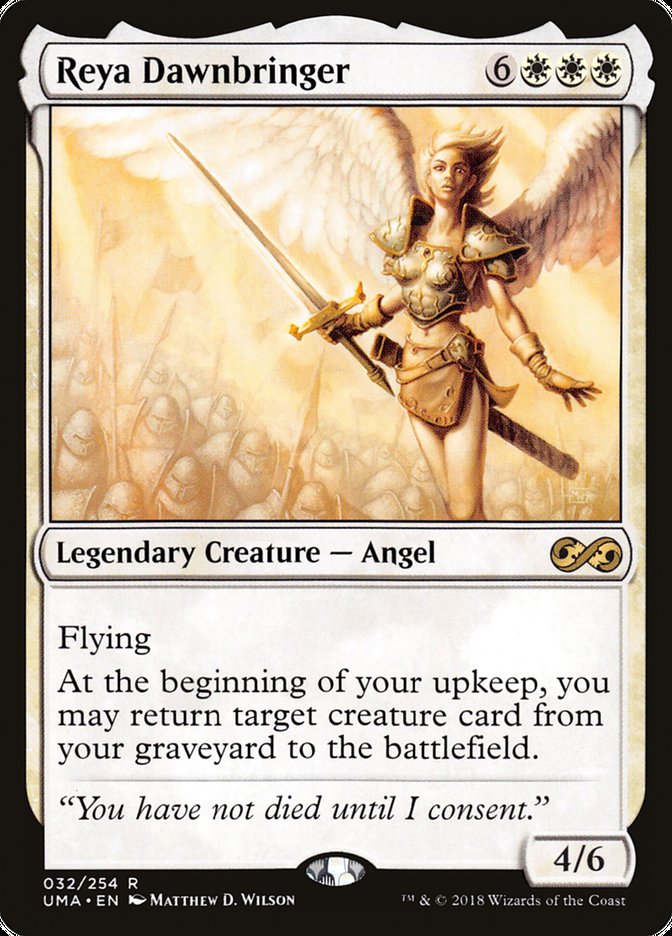 Reya Dawnbringer 6
Legendary Creature — Angel
Flying
At the beginning of your upkeep, you
may return target creature card from
your graveyard to the battlefield.
“You have not died until I consent.”
4/6
032/254 R
UMA • EN Matthew D. Wilson
™ & © 2018 Wizards of the Coast